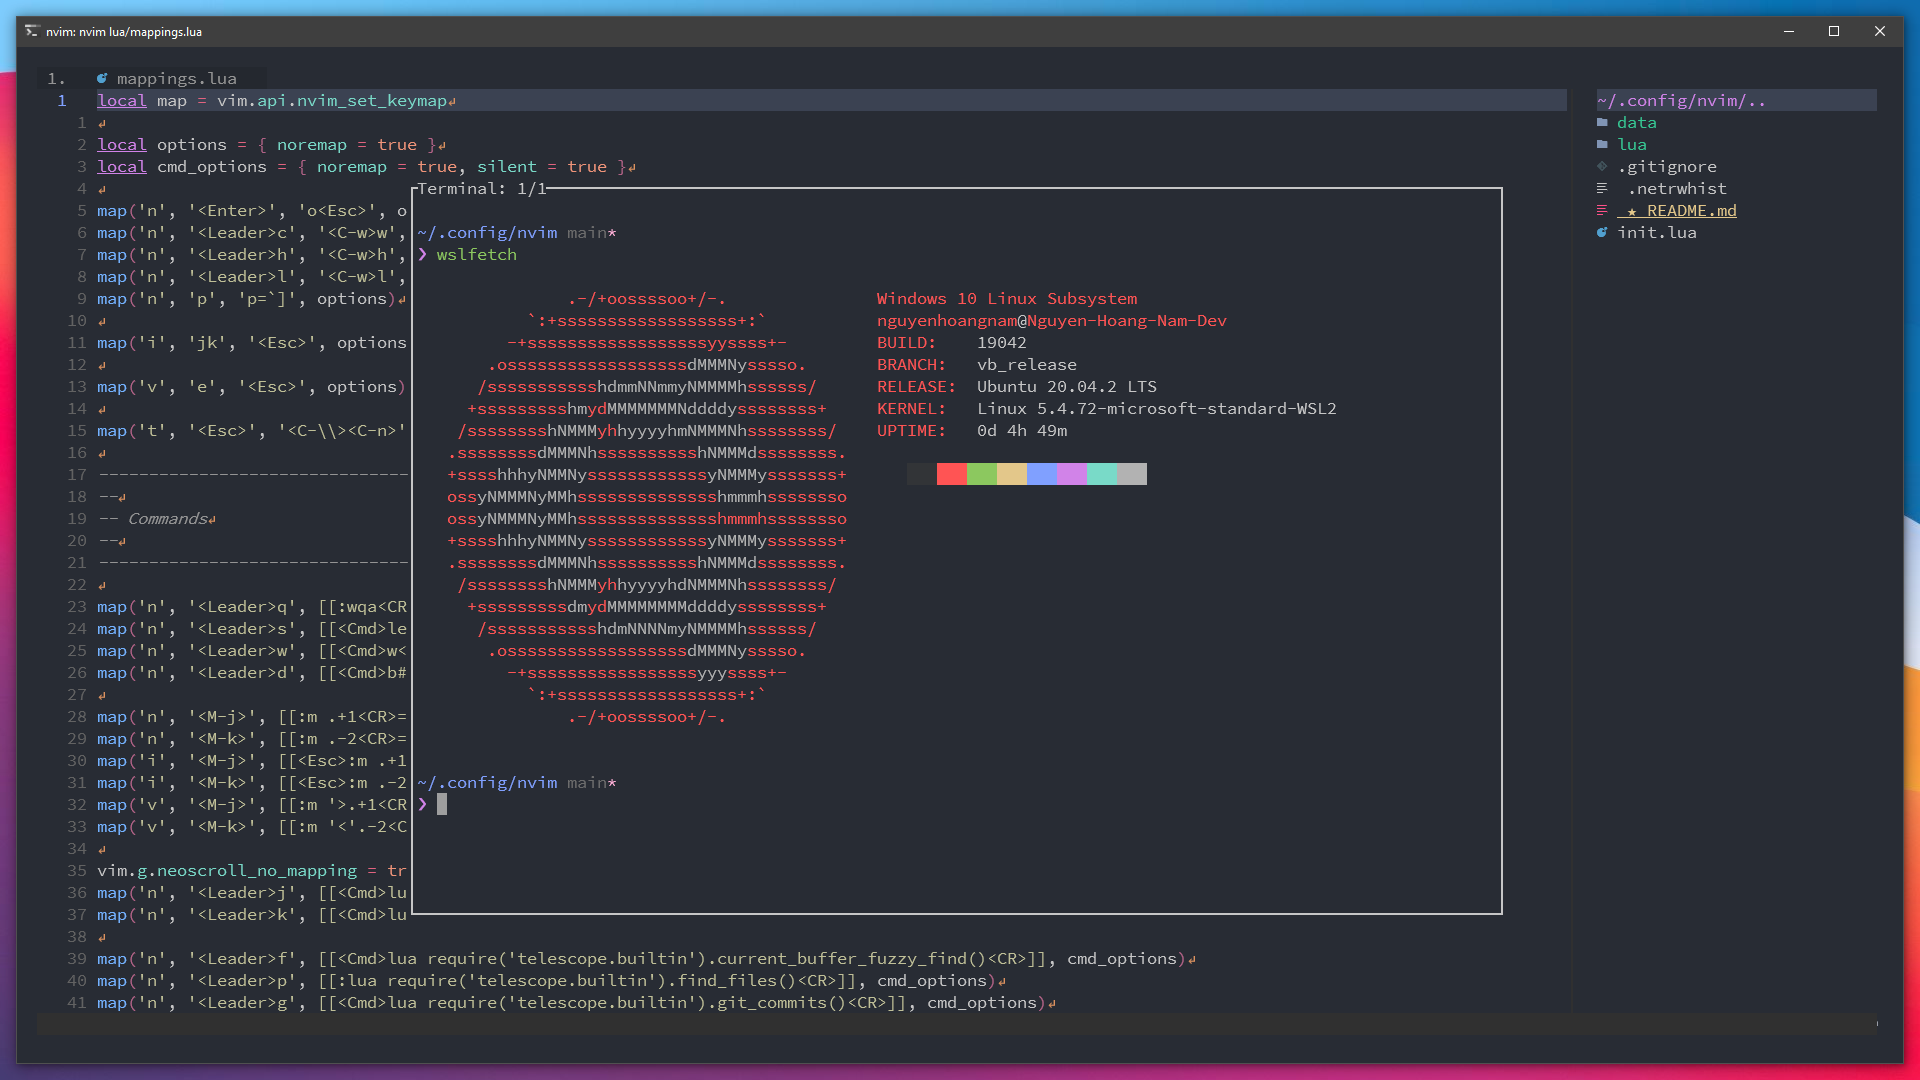 nvim: nvim lua/mappings.lua
1. mappings.lua
1 local map = vim.api.nvim_set_keymap↲
1 ↲
2 local options = { noremap = true }↲
3 local cmd_options = { noremap = true, silent = true }↲
4 ↲
5 map('n', '<Enter>', 'o<Esc>', o
6 map('n', '<Leader>c', '<C-w>w',
7 map('n', '<Leader>h', '<C-w>h',
8 map('n', '<Leader>l', '<C-w>l',
9 map('n', 'p', 'p=`]', options)↲
10 ↲
11 map('i', 'jk', '<Esc>', options
12 ↲
13 map('v', 'e', '<Esc>', options)
14 ↲
15 map('t', '<Esc>', '<C-\\><C-n>'
16 ↲
17 -------------------------------
18 --↲
19 -- Commands↲
20 --↲
21 -------------------------------
22 ↲
23 map('n', '<Leader>q', [[:wqa<CR
24 map('n', '<Leader>s', [[<Cmd>le
25 map('n', '<Leader>w', [[<Cmd>w<
26 map('n', '<Leader>d', [[<Cmd>b#
27 ↲
28 map('n', '<M-j>', [[:m .+1<CR>=
29 map('n', '<M-k>', [[:m .-2<CR>=
30 map('i', '<M-j>', [[<Esc>:m .+1
31 map('i', '<M-k>', [[<Esc>:m .-2
32 map('v', '<M-j>', [[:m '>.+1<CR
33 map('v', '<M-k>', [[:m '<'.-2<C
34 ↲
35 vim.g.neoscroll_no_mapping = tr
36 map('n', '<Leader>j', [[<Cmd>lu
37 map('n', '<Leader>k', [[<Cmd>lu
38 ↲
39 map('n', '<Leader>f', [[<Cmd>lua require('telescope.builtin').current_buffer_fuzzy_find()<CR>]], cmd_options)↲
40 map('n', '<Leader>p', [[:lua require('telescope.builtin').find_files()<CR>]], cmd_options)↲
41 map('n', '<Leader>g', [[<Cmd>lua require('telescope.builtin').git_commits()<CR>]], cmd_options)↲
Terminal: 1/1
~/.config/nvim main*
❯ wslfetch
.-/+oossssoo+/-.
`:+ssssssssssssssssss+:`
-+ssssssssssssssssssyyssss+-
.ossssssssssssssssssdMMMNysssso.
/ssssssssssshdmmNNmmyNMMMMhssssss/
+ssssssssshmydMMMMMMMNddddyssssssss+
/sssssssshNMMMyhhyyyyhmNMMMNhssssssss/
.ssssssssdMMMNhsssssssssshNMMMdssssssss.
+sssshhhyNMMNyssssssssssssyNMMMysssssss+
ossyNMMMNyMMhsssssssssssssshmmmhssssssso
ossyNMMMNyMMhsssssssssssssshmmmhssssssso
+sssshhhyNMMNyssssssssssssyNMMMysssssss+
.ssssssssdMMMNhsssssssssshNMMMdssssssss.
/sssssssshNMMMyhhyyyyhdNMMMNhssssssss/
+sssssssssdmydMMMMMMMMddddyssssssss+
/ssssssssssshdmNNNNmyNMMMMhssssss/
.ossssssssssssssssssdMMMNysssso.
-+sssssssssssssssssyyyssss+-
`:+ssssssssssssssssss+:`
.-/+oossssoo+/-.
Windows 10 Linux Subsystem
nguyenhoangnam@Nguyen-Hoang-Nam-Dev
BUILD: 19042
BRANCH: vb_release
RELEASE: Ubuntu 20.04.2 LTS
KERNEL: Linux 5.4.72-microsoft-standard-WSL2
UPTIME: 0d 4h 49m
~/.config/nvim main*
❯
~/.config/nvim/..
data
lua
.gitignore
.netrwhist
★ README.md
init.lua